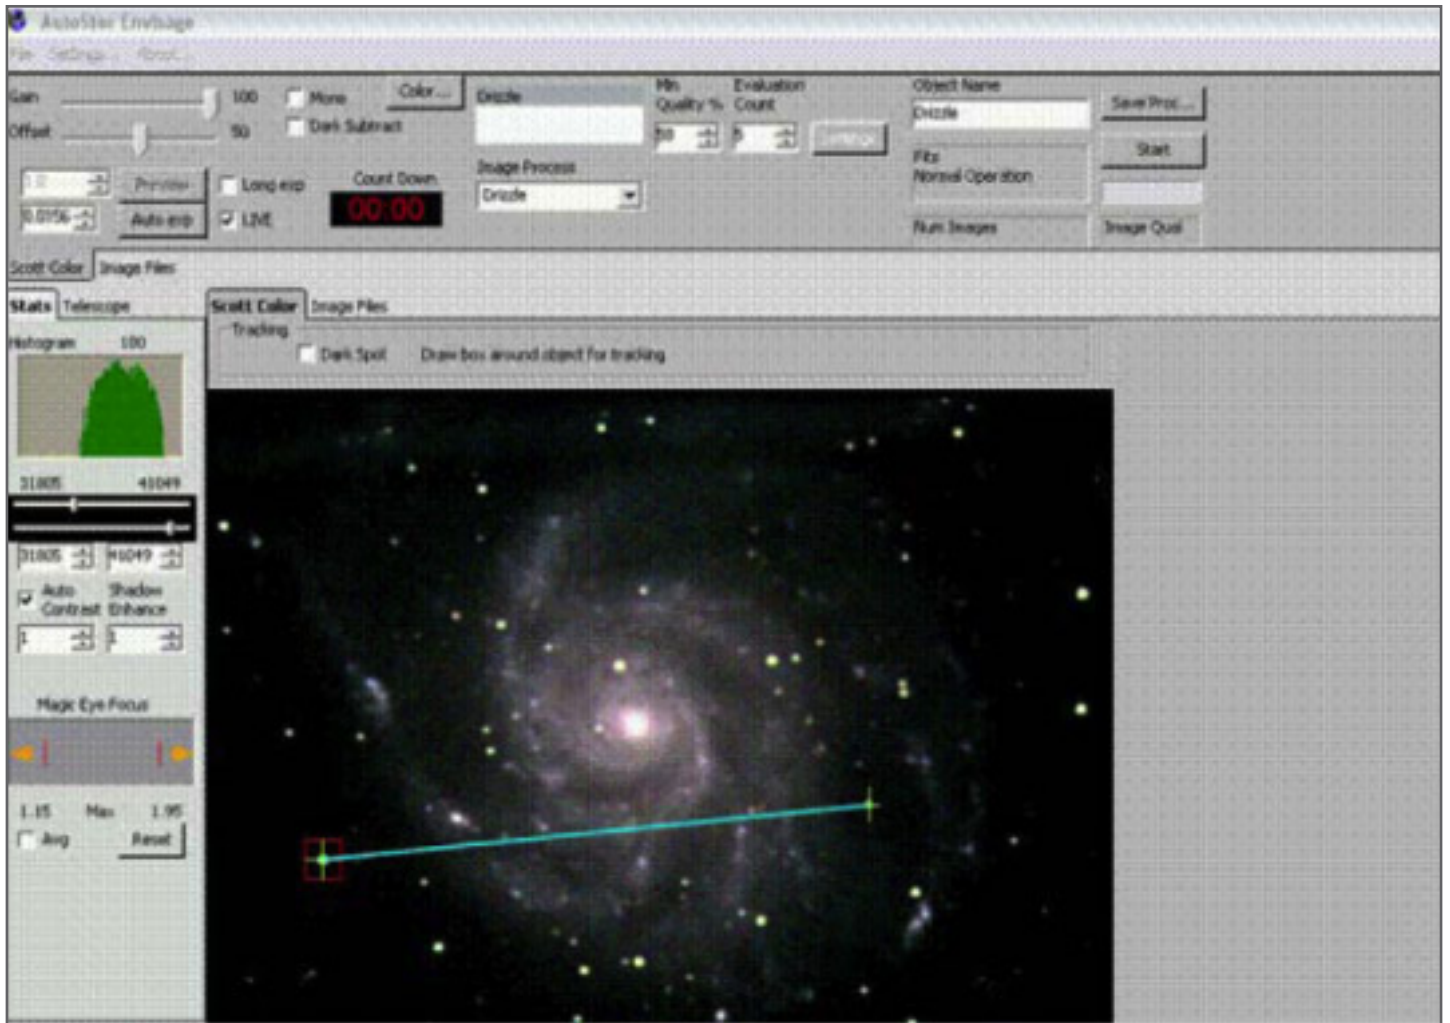 AutoStar Envisage
File Settings... About...
Gain 100 Mono Color...
Offset 50 Dark Subtract
Drizzle
Min Quality % Evaluation Count
5
Object Name
Drizzle
Save Proc...
Start
Fits
Normal Operation
Num Images Image Qual
Preview Long exp Count Down
0.0156 Auto exp LIVE 00:00
Image Process
Drizzle
Scott Color Image Files
Stats Telescope
Scott Color Image Files
Tracking
Dark Spot Draw box around object for tracking
Histogram 100
31805 41049
31805 41049
Auto Contrast Shadow Enhance
1
Magic Eye Focus
1.15 Max 1.95
Avg Reset